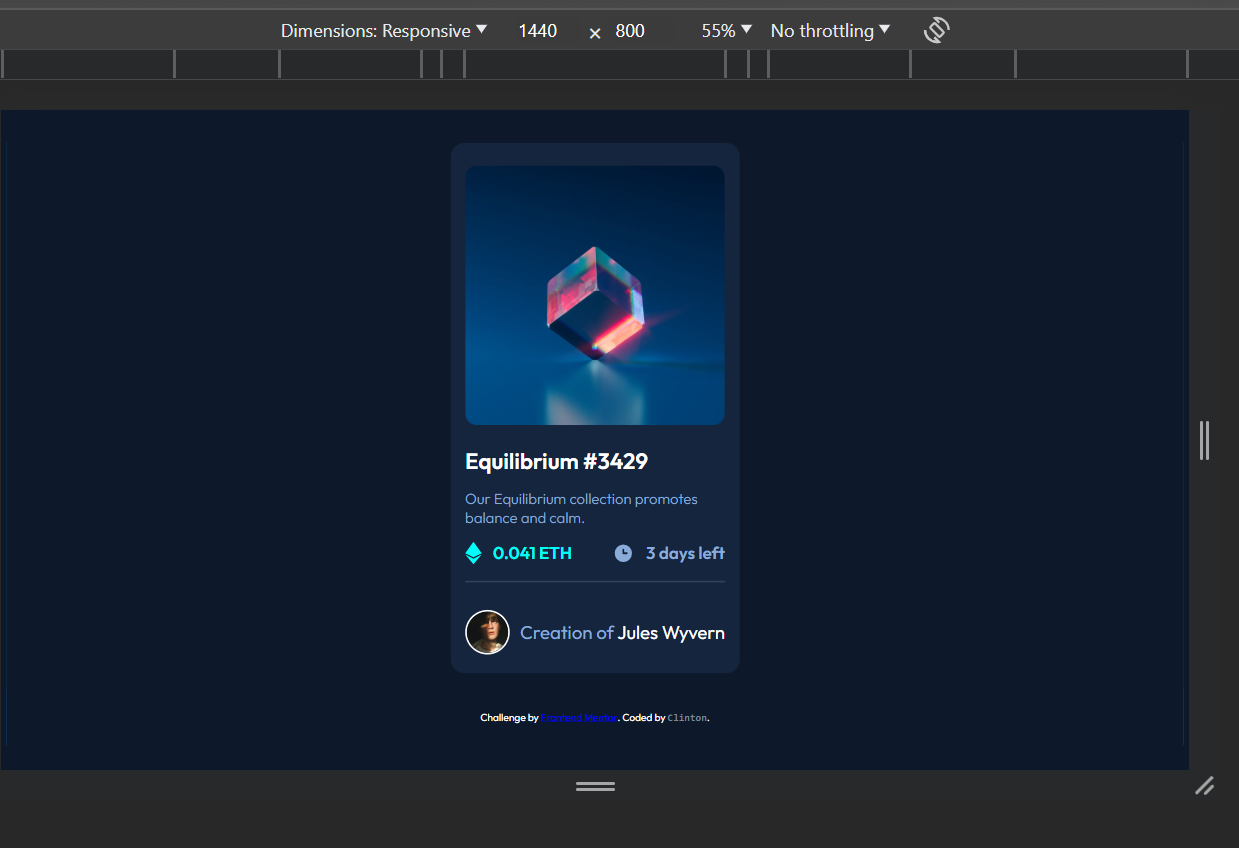 Dimensions: Responsive ▼ 1440 × 800 55% ▼ No throttling ▼
Equilibrium #3429
Our Equilibrium collection promotes
balance and calm.
0.041 ETH 3 days left
Creation of Jules Wyvern
Challenge by Frontend Mentor. Coded by Clinton.